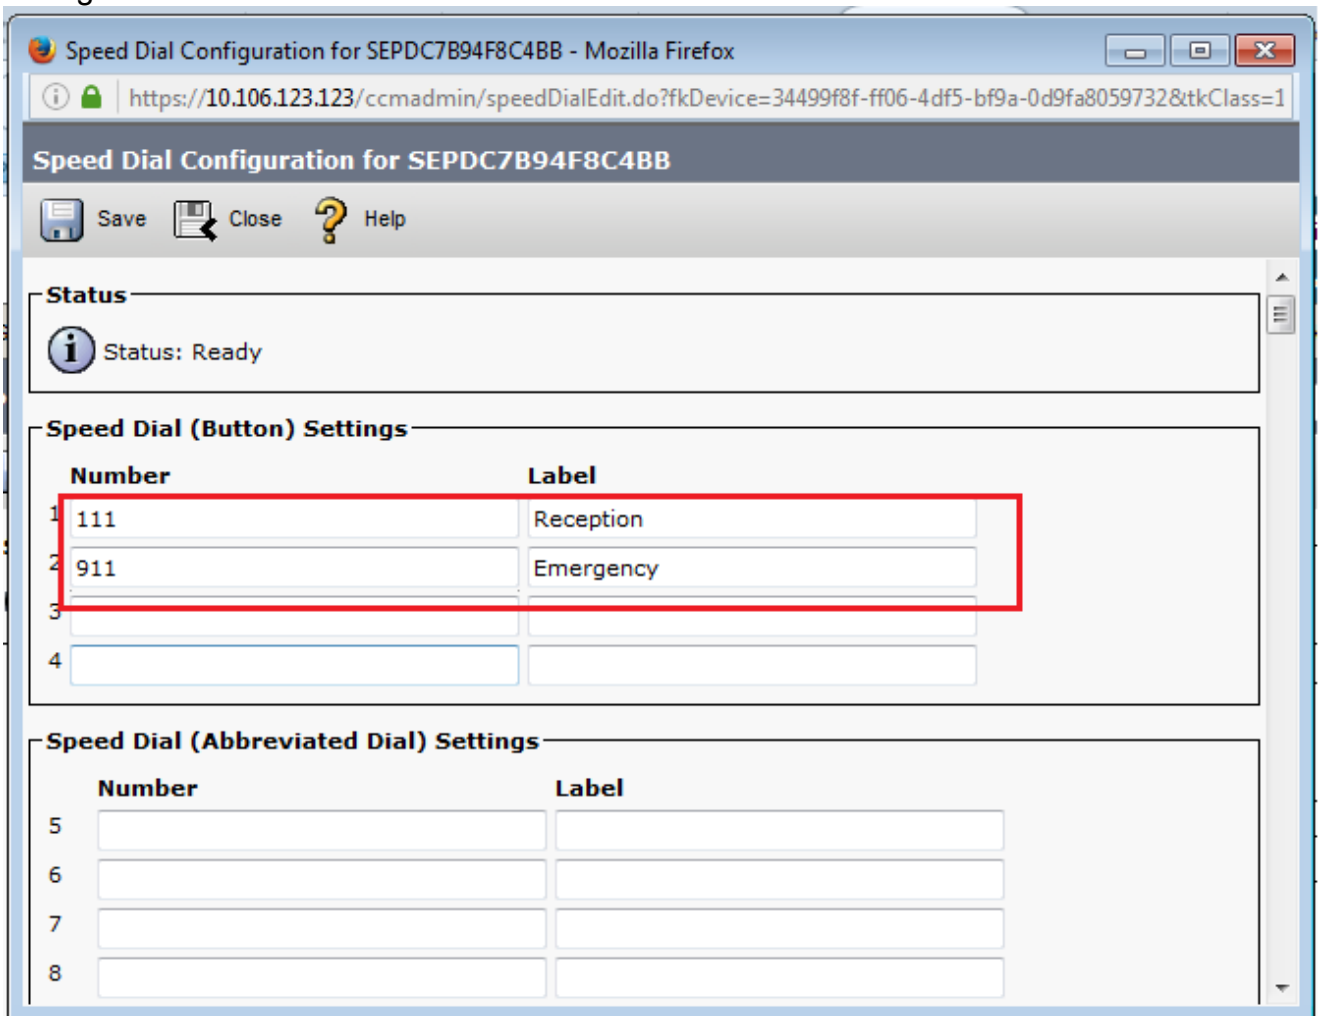 Speed Dial Configuration for SEPDC7B94F8C4BB - Mozilla Firefox
https://10.106.123.123/ccmadmin/speedDialEdit.do?fkDevice=34499f8f-ff06-4df5-bf9a-0d9fa8059732&tkClass=1
Speed Dial Configuration for SEPDC7B94F8C4BB
Save Close Help
Status
Status: Ready
Speed Dial (Button) Settings
Number Label
1 111 Reception
2 911 Emergency
3
4
Speed Dial (Abbreviated Dial) Settings
Number Label
5
6
7
8